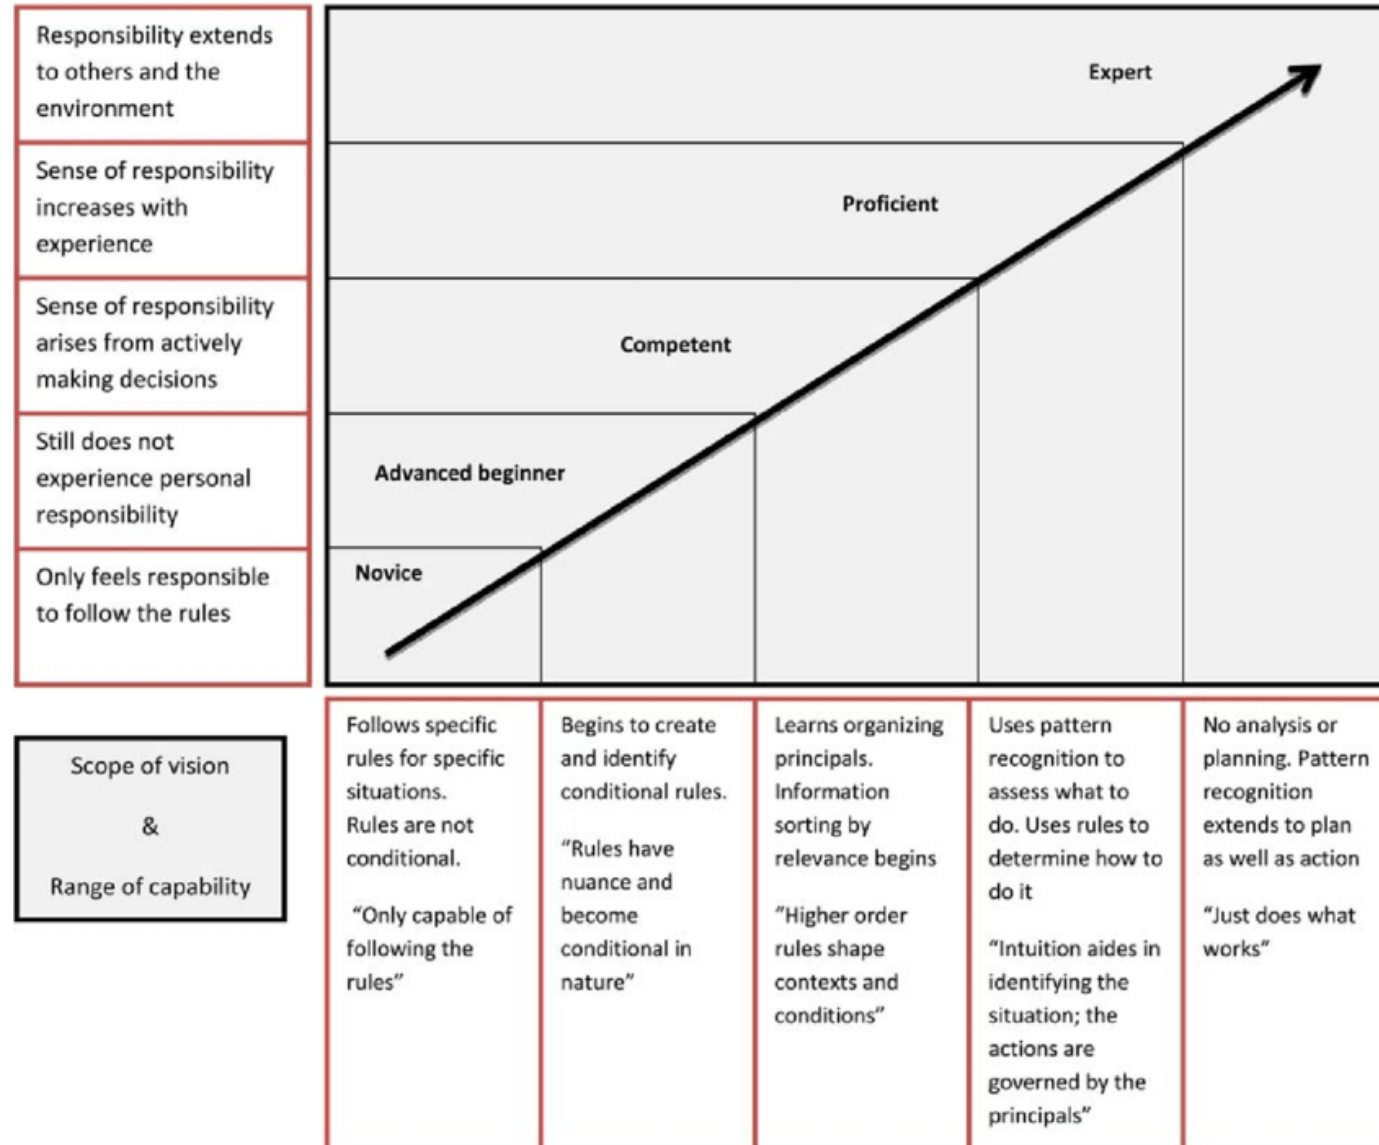 Responsibility extends
to others and the
environment
Sense of responsibility
increases with
experience
Sense of responsibility
arises from actively
making decisions
Still does not
experience personal
responsibility
Only feels responsible
to follow the rules
Expert
Proficient
Competent
Advanced beginner
Novice
Scope of vision
&
Range of capability
Follows specific
rules for specific
situations.
Rules are not
conditional.
“Only capable of
following the
rules”
Begins to create
and identify
conditional rules.
“Rules have
nuance and
become
conditional in
nature”
Learns organizing
principals.
Information
sorting by
relevance begins
“Higher order
rules shape
contexts and
conditions”
Uses pattern
recognition to
assess what to
do. Uses rules to
determine how to
do it
“Intuition aides in
identifying the
situation; the
actions are
governed by the
principals”
No analysis or
planning. Pattern
recognition
extends to plan
as well as action
“Just does what
works”